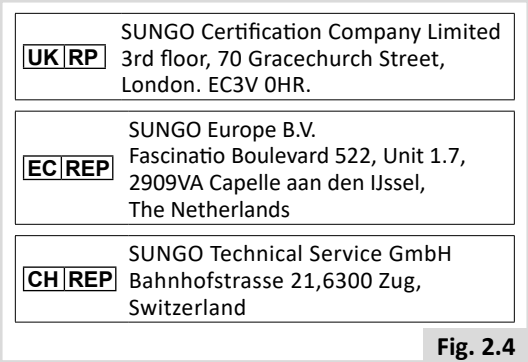 SUNGO Certification Company Limited
UK RP 3rd floor, 70 Gracechurch Street,
London. EC3V 0HR.
SUNGO Europe B.V.
Fascinatio Boulevard 522, Unit 1.7,
EC REP 2909VA Capelle aan den IJssel,
The Netherlands
SUNGO Technical Service GmbH
CH REP Bahnhofstrasse 21,6300 Zug,
Switzerland
Fig. 2.4